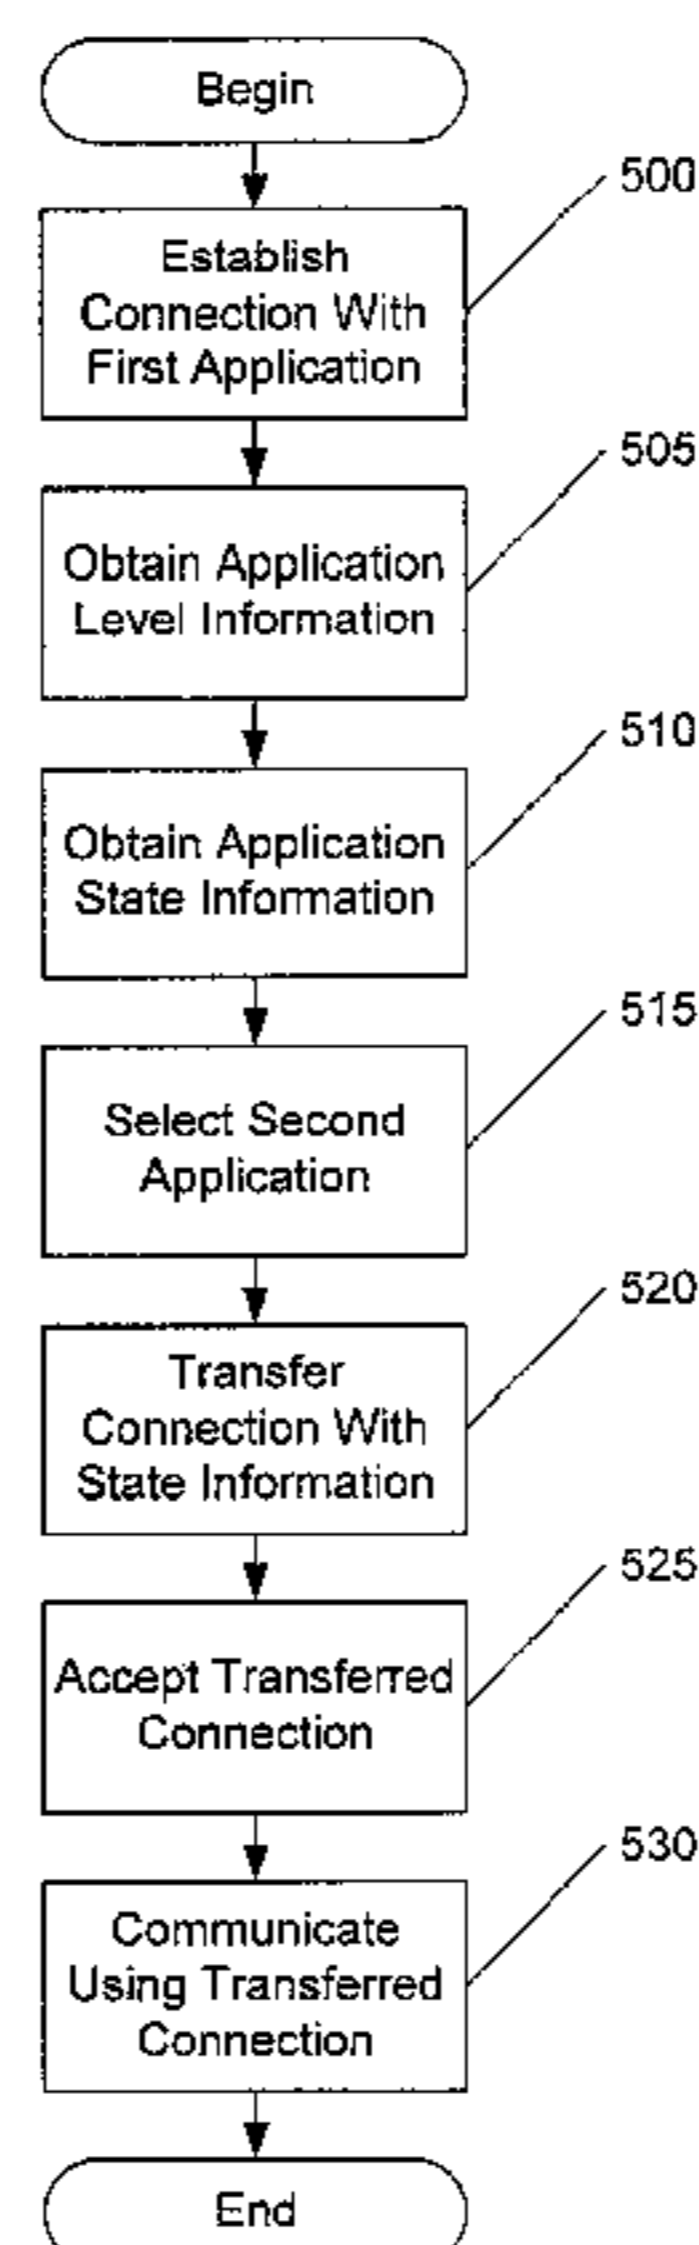 Begin
500
Establish
Connection With
First Application
505
Obtain Application
Level Information
510
Obtain Application
State Information
515
Select Second
Application
520
Transfer
Connection With
State Information
525
Accept Transferred
Connection
530
Communicate
Using Transferred
Connection
End